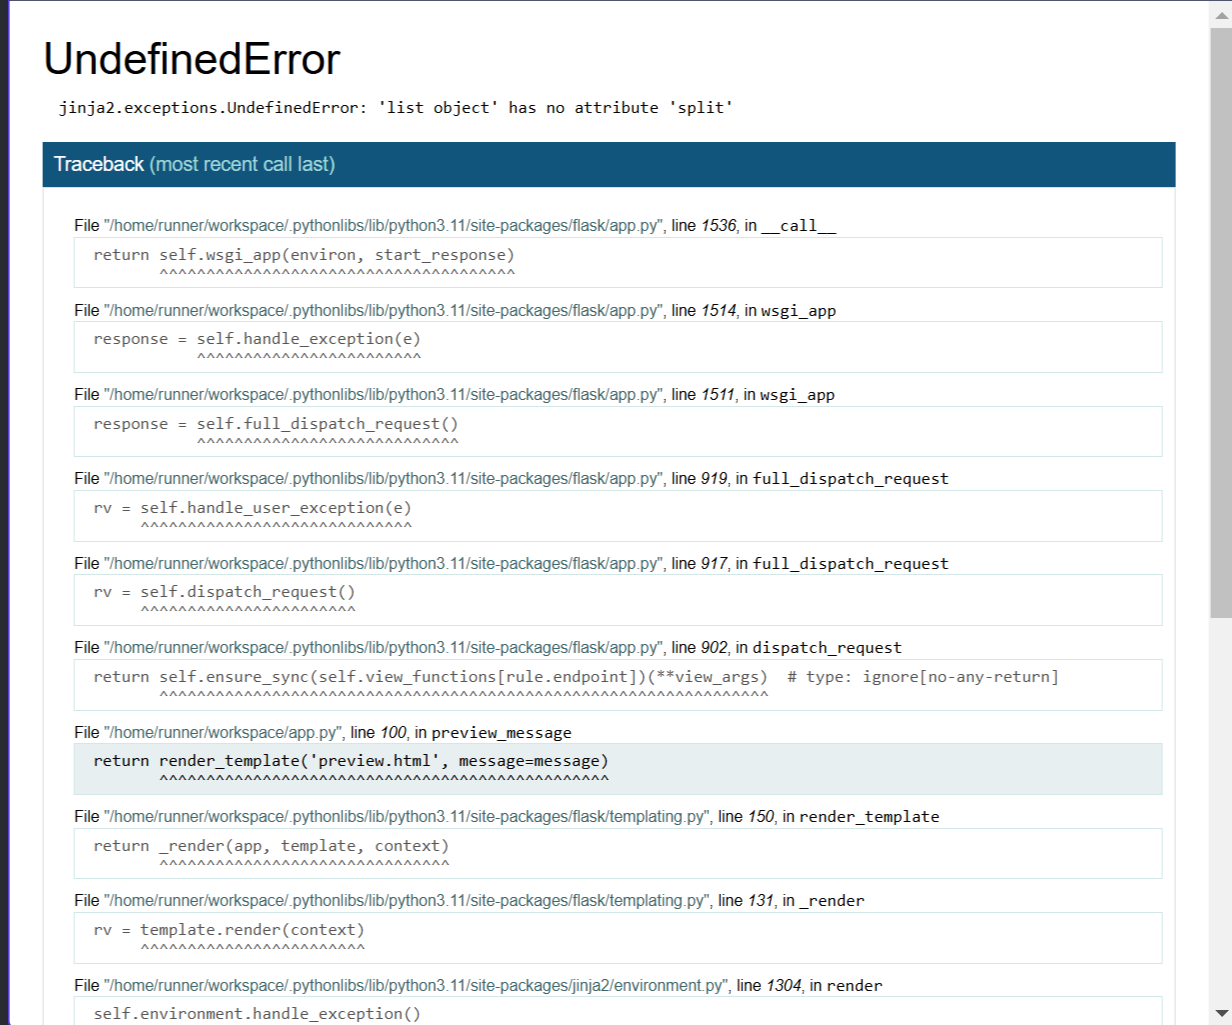 UndefinedError
jinja2.exceptions.UndefinedError: 'list object' has no attribute 'split'
Traceback (most recent call last)
File "/home/runner/workspace/.pythonlibs/lib/python3.11/site-packages/flask/app.py", line 1536, in __call__
return self.wsgi_app(environ, start_response)
^^^^^^^^^^^^^^^^^^^^^^^^^^^^^^^^^^^^^^
File "/home/runner/workspace/.pythonlibs/lib/python3.11/site-packages/flask/app.py", line 1514, in wsgi_app
response = self.handle_exception(e)
^^^^^^^^^^^^^^^^^^^^^^^^
File "/home/runner/workspace/.pythonlibs/lib/python3.11/site-packages/flask/app.py", line 1511, in wsgi_app
response = self.full_dispatch_request()
^^^^^^^^^^^^^^^^^^^^^^^^^^^^
File "/home/runner/workspace/.pythonlibs/lib/python3.11/site-packages/flask/app.py", line 919, in full_dispatch_request
rv = self.handle_user_exception(e)
^^^^^^^^^^^^^^^^^^^^^^^^^^^^^
File "/home/runner/workspace/.pythonlibs/lib/python3.11/site-packages/flask/app.py", line 917, in full_dispatch_request
rv = self.dispatch_request()
^^^^^^^^^^^^^^^^^^^^^^^
File "/home/runner/workspace/.pythonlibs/lib/python3.11/site-packages/flask/app.py", line 902, in dispatch_request
return self.ensure_sync(self.view_functions[rule.endpoint])(**view_args)  # type: ignore[no-any-return]
^^^^^^^^^^^^^^^^^^^^^^^^^^^^^^^^^^^^^^^^^^^^^^^^^^^^^^^^^^^^^^^^^
File "/home/runner/workspace/app.py", line 100, in preview_message
return render_template('preview.html', message=message)
^^^^^^^^^^^^^^^^^^^^^^^^^^^^^^^^^^^^^^^^^^^^^^^^
File "/home/runner/workspace/.pythonlibs/lib/python3.11/site-packages/flask/templating.py", line 150, in render_template
return _render(app, template, context)
^^^^^^^^^^^^^^^^^^^^^^^^^^^^^^^
File "/home/runner/workspace/.pythonlibs/lib/python3.11/site-packages/flask/templating.py", line 131, in _render
rv = template.render(context)
^^^^^^^^^^^^^^^^^^^^^^^^
File "/home/runner/workspace/.pythonlibs/lib/python3.11/site-packages/jinja2/environment.py", line 1304, in render
self.environment.handle_exception()